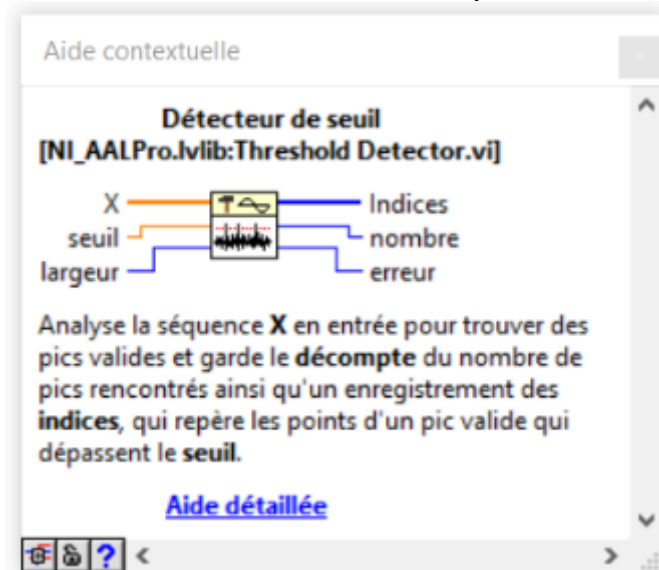 Aide contextuelle
Détecteur de seuil
[NI_AALPro.lvlib:Threshold Detector.vi]
X Indices
seuil nombre
largeur erreur
Analyse la séquence X en entrée pour trouver des
pics valides et garde le décompte du nombre de
pics rencontrés ainsi qu'un enregistrement des
indices, qui repère les points d'un pic valide qui
dépassent le seuil.
Aide détaillée
?